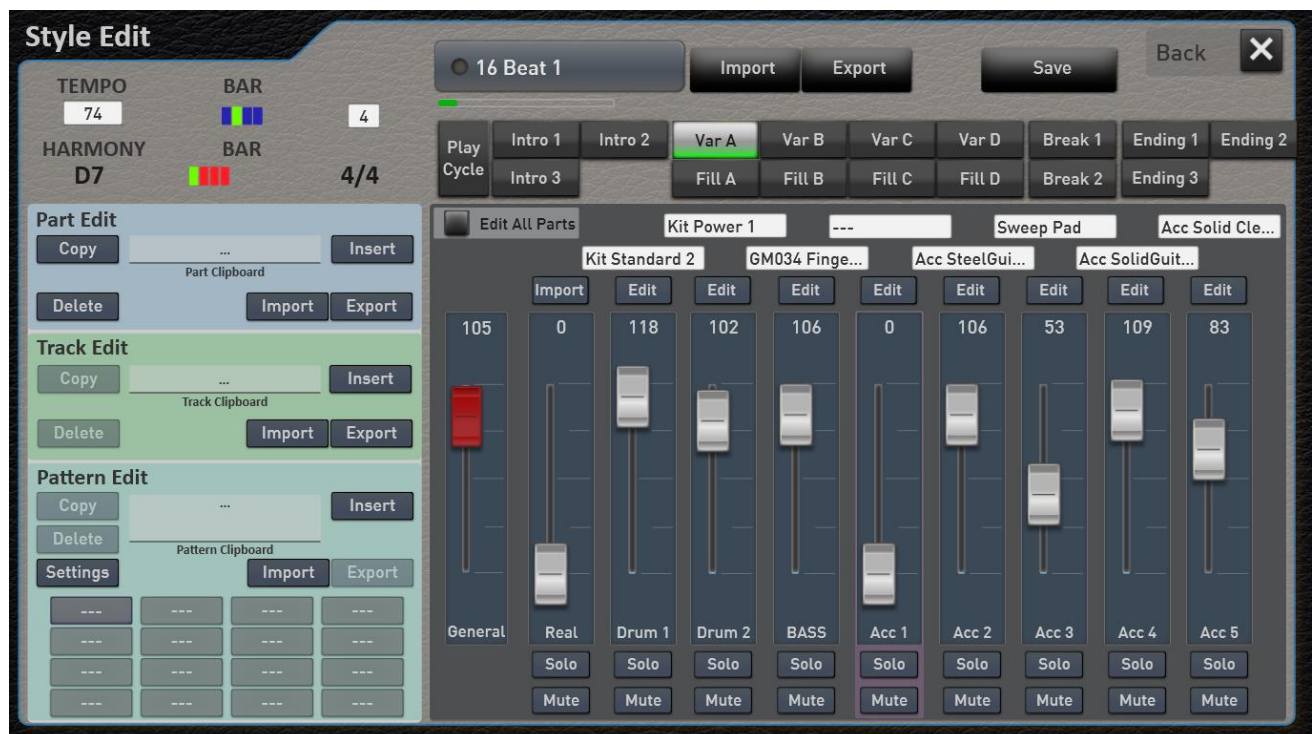 Style Edit
TEMPO BAR
74 4
HARMONY BAR
D7 4/4
16 Beat 1 Import Export Save Back
Play Cycle
Intro 1 Intro 2 Var A Var B Var C Var D Break 1 Ending 1 Ending 2
Intro 3 Fill A Fill B Fill C Fill D Break 2 Ending 3
Part Edit
Copy ... Insert
Part Clipboard
Delete Import Export
Track Edit
Copy ... Insert
Track Clipboard
Delete Import Export
Pattern Edit
Copy ... Insert
Delete
Pattern Clipboard
Settings Import Export
--- --- --- ---
--- --- --- ---
--- --- --- ---
--- --- --- ---
Edit All Parts Kit Power 1 --- Sweep Pad Acc Solid Cle...
Kit Standard 2 GM034 Finge... Acc SteelGui... Acc SolidGuit...
Import Edit Edit Edit Edit Edit Edit Edit Edit
105 0 118 102 106 0 106 53 109 83
General Real Drum 1 Drum 2 BASS Acc 1 Acc 2 Acc 3 Acc 4 Acc 5
Solo Solo Solo Solo Solo Solo Solo Solo Solo
Mute Mute Mute Mute Mute Mute Mute Mute Mute